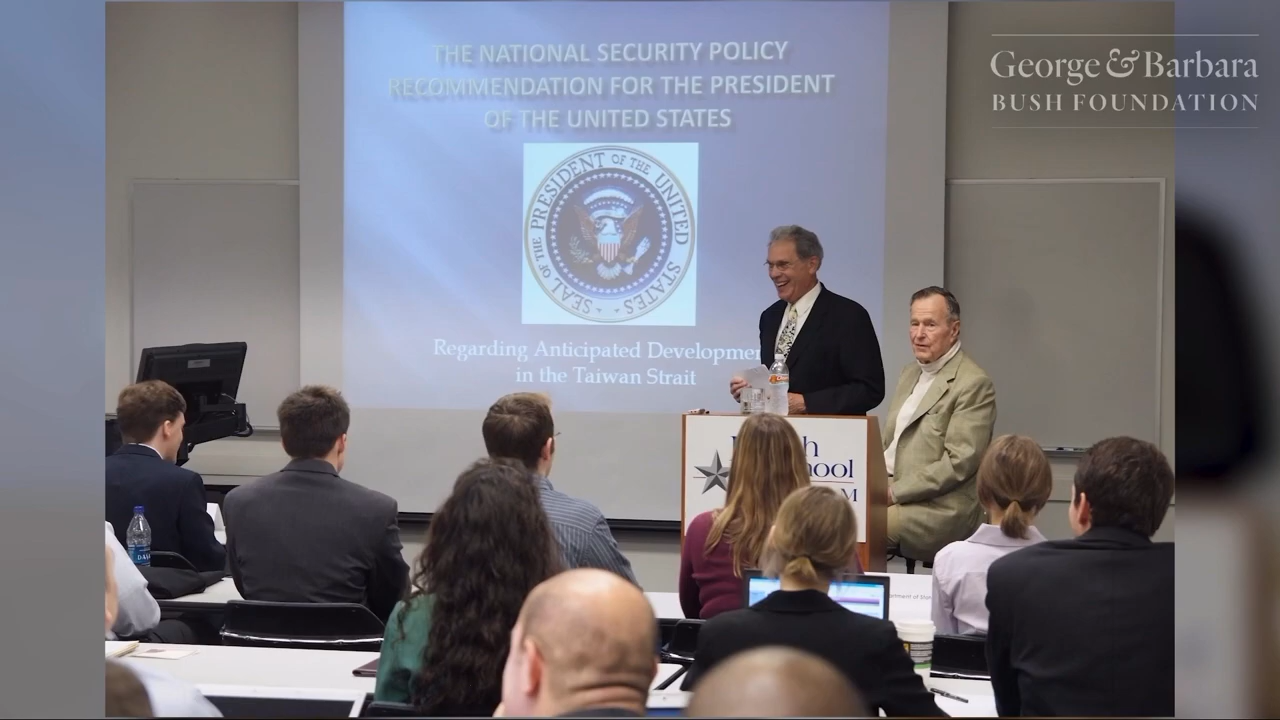 THE NATIONAL SECURITY POLICY
RECOMMENDATION FOR THE PRESIDENT
OF THE UNITED STATES
SEAL OF THE PRESIDENT OF THE UNITED STATES
Regarding Anticipated
in the Taiwan Strait
George & Barbara
BUSH FOUNDATION